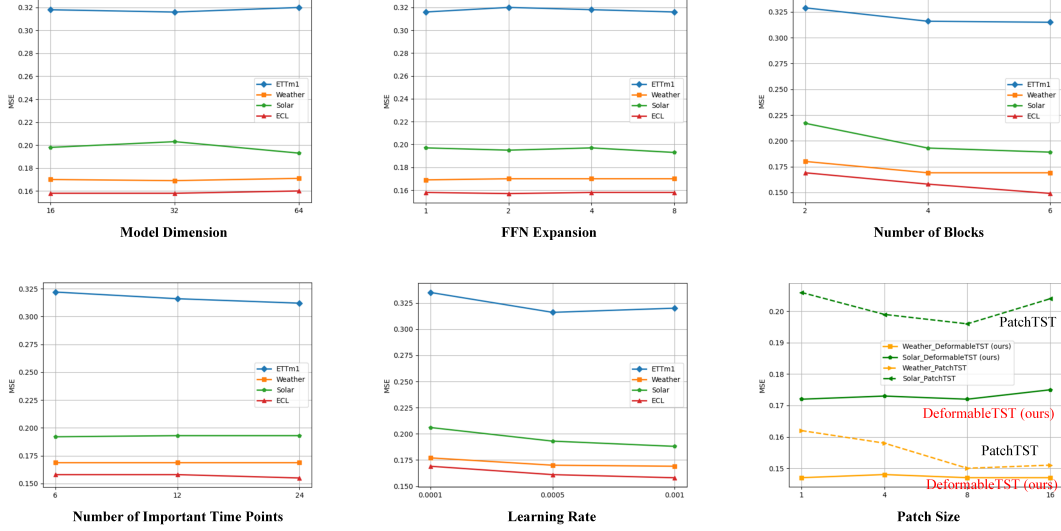 0.32
0.30
0.28
0.26
0.24
0.22
0.20
0.18
0.16
MSE
ETTm1
Weather
Solar
ECL
16
32
64
Model Dimension
0.32
0.30
0.28
0.26
0.24
0.22
0.20
0.18
0.16
MSE
ETTm1
Weather
Solar
ECL
1
2
4
8
FFN Expansion
0.325
0.300
0.275
0.250
0.225
0.200
0.175
0.150
MSE
ETTm1
Weather
Solar
ECL
2
4
6
Number of Blocks
0.325
0.300
0.275
0.250
0.225
0.200
0.175
0.150
MSE
ETTm1
Weather
Solar
ECL
6
12
24
Number of Important Time Points
0.325
0.300
0.275
0.250
0.225
0.200
0.175
0.150
MSE
ETTm1
Weather
Solar
ECL
0.0001
0.0005
0.001
Learning Rate
0.20
0.19
0.18
0.17
0.16
0.15
MSE
PatchTST
Weather_DeformableTST (ours)
Solar_DeformableTST (ours)
Weather_PatchTST
Solar_PatchTST
DeformableTST (ours)
PatchTST
DeformableTST (ours)
1
4
8
16
Patch Size